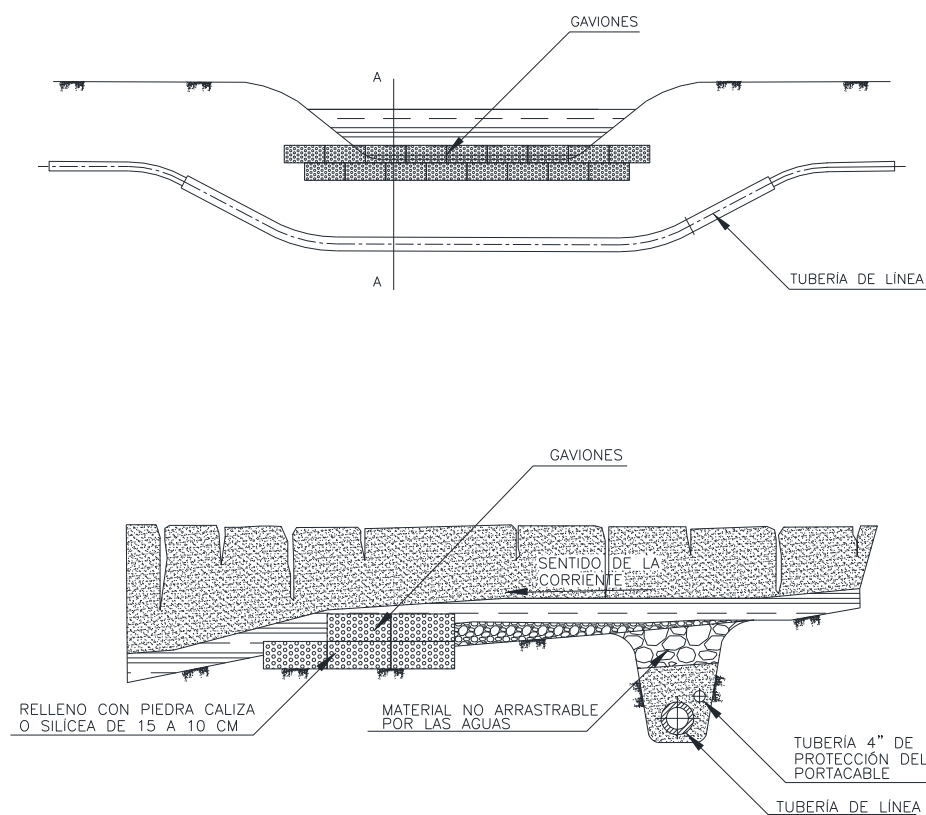 GAVIONES
A
A
TUBERÍA DE LÍNEA
GAVIONES
SENTIDO DE LA
CORRIENTE
RELLENO CON PIEDRA CALIZA
O SILÍCEA DE 15 A 10 CM
MATERIAL NO ARRASTRABLE
POR LAS AGUAS
TUBERÍA 4” DE
PROTECCIÓN DEL
PORTACABLE
TUBERÍA DE LÍNEA